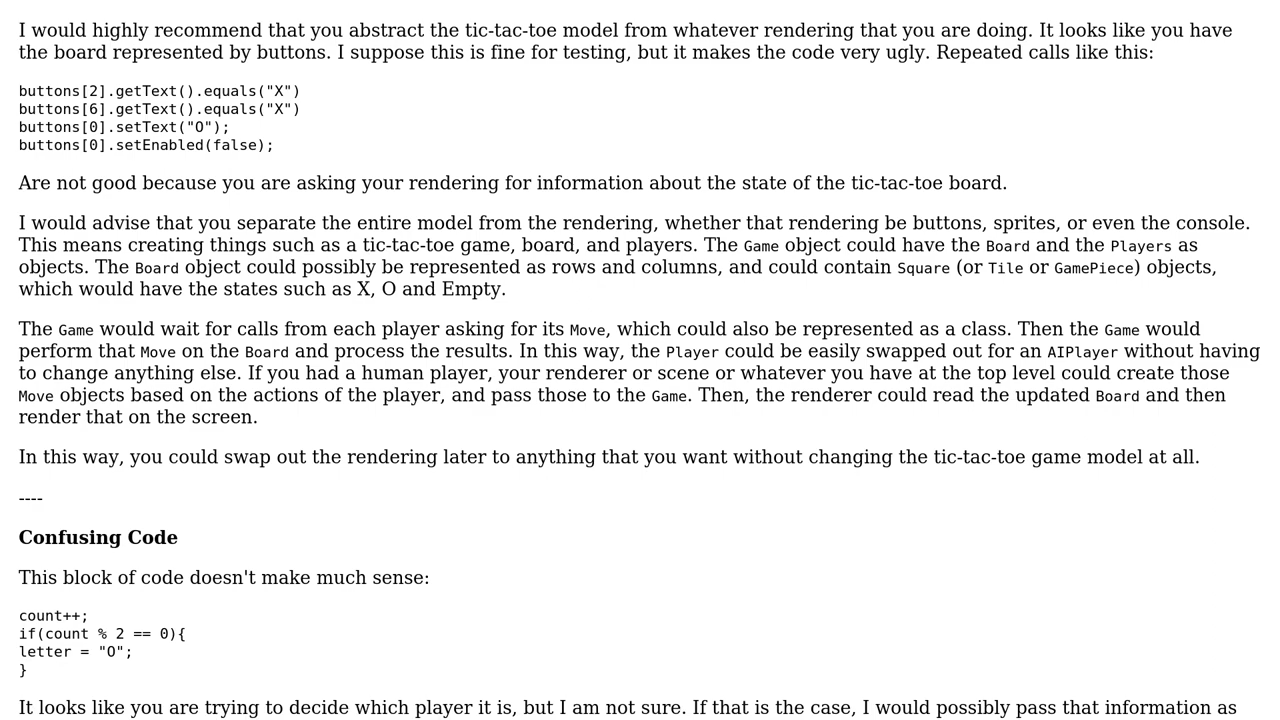 I would highly recommend that you abstract the tic-tac-toe model from whatever rendering that you are doing. It looks like you have
the board represented by buttons. I suppose this is fine for testing, but it makes the code very ugly. Repeated calls like this:
buttons[2].getText().equals("X")
buttons[6].getText().equals("X")
buttons[0].setText("O");
buttons[0].setEnabled(false);
Are not good because you are asking your rendering for information about the state of the tic-tac-toe board.
I would advise that you separate the entire model from the rendering, whether that rendering be buttons, sprites, or even the console.
This means creating things such as a tic-tac-toe game, board, and players. The Game object could have the Board and the Players as
objects. The Board object could possibly be represented as rows and columns, and could contain Square (or Tile or GamePiece) objects,
which would have the states such as X, O and Empty.
The Game would wait for calls from each player asking for its Move, which could also be represented as a class. Then the Game would
perform that Move on the Board and process the results. In this way, the Player could be easily swapped out for an AIPlayer without having
to change anything else. If you had a human player, your renderer or scene or whatever you have at the top level could create those
Move objects based on the actions of the player, and pass those to the Game. Then, the renderer could read the updated Board and then
render that on the screen.
In this way, you could swap out the rendering later to anything that you want without changing the tic-tac-toe game model at all.
----
Confusing Code
This block of code doesn't make much sense:
count++;
if(count % 2 == 0){
letter = "O";
}
It looks like you are trying to decide which player it is, but I am not sure. If that is the case, I would possibly pass that information as